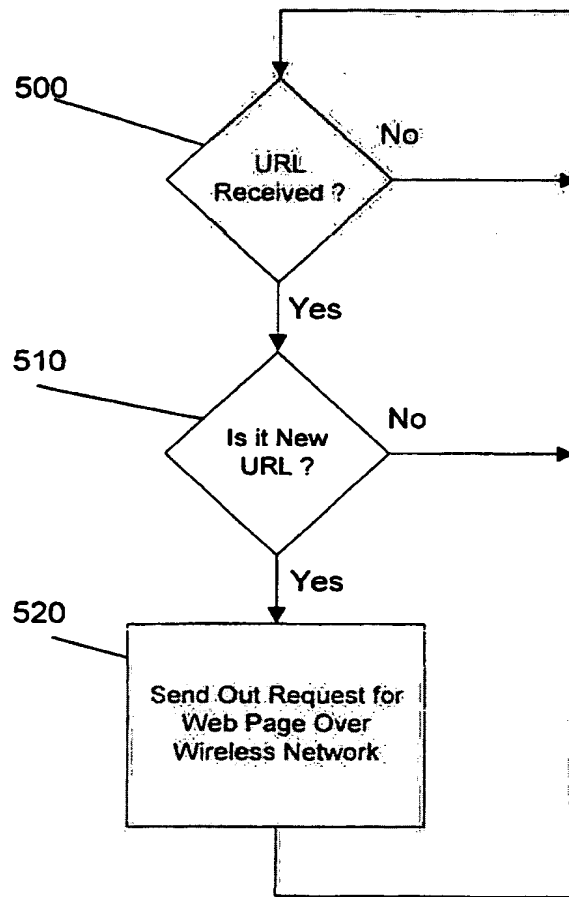 500
URL
Received ?
No
Yes
510
Is it New
URL ?
No
Yes
520
Send Out Request for
Web Page Over
Wireless Network